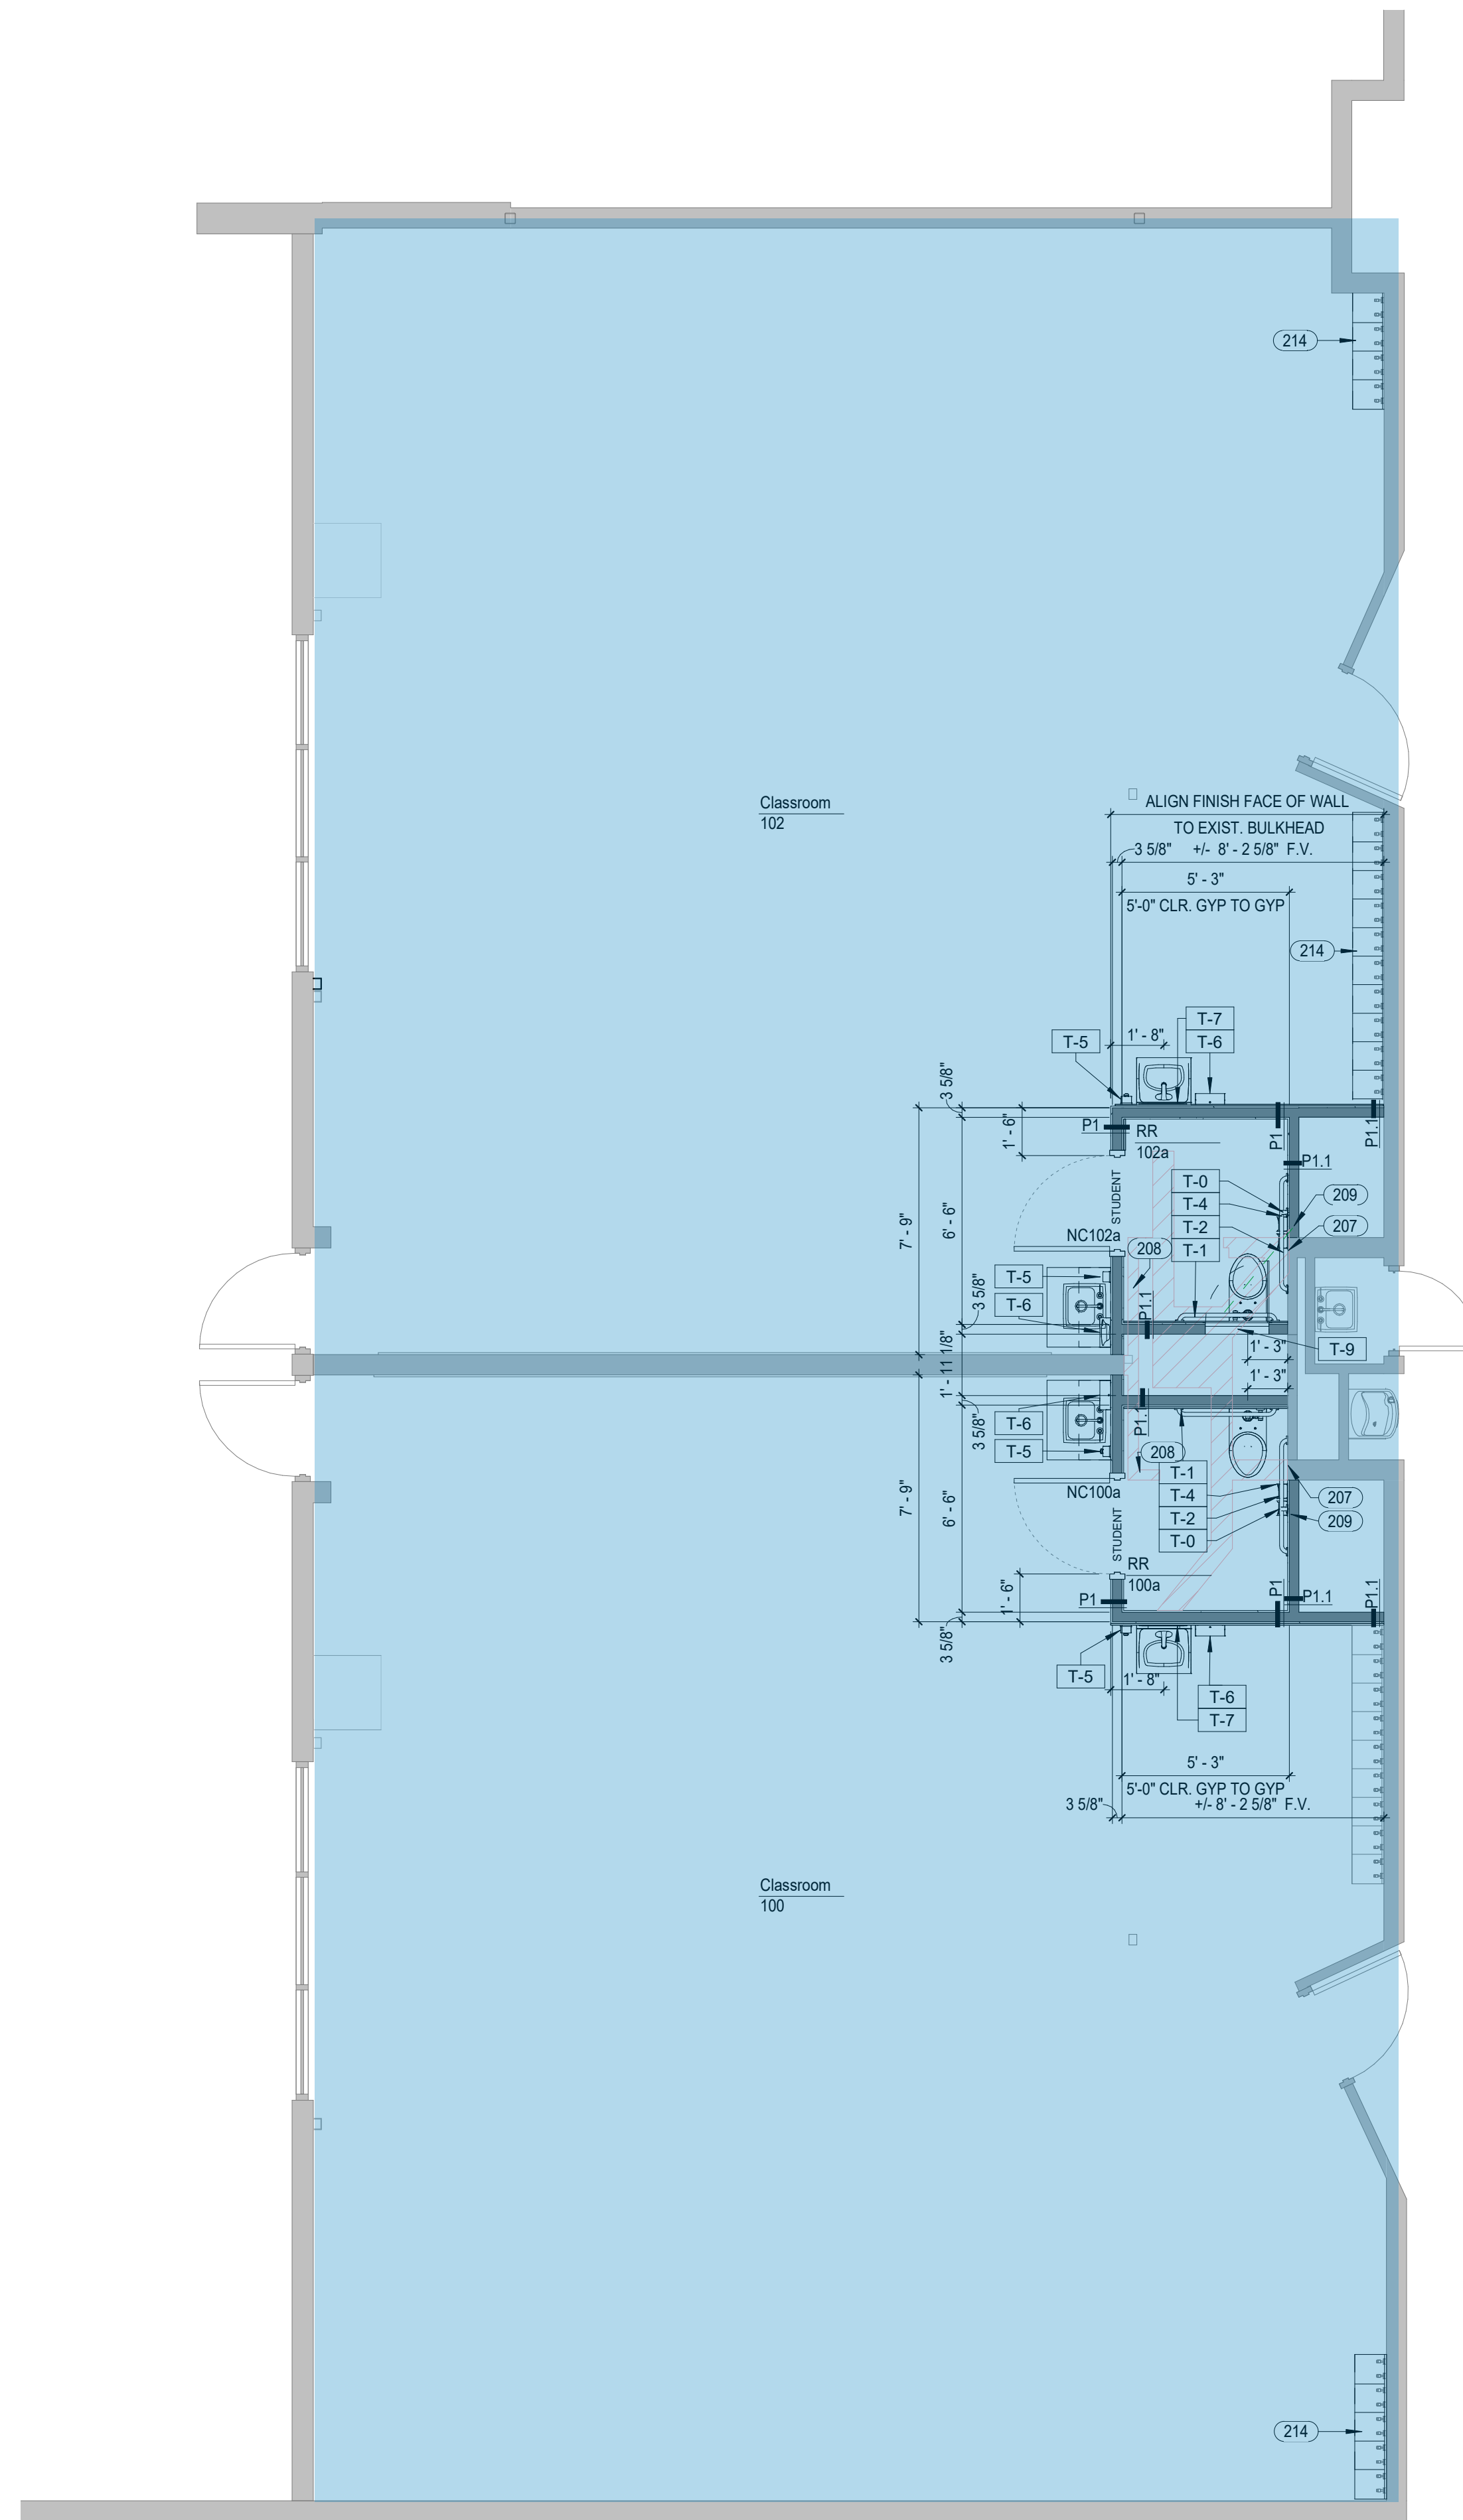 214
Classroom
102
ALIGN FINISH FACE OF WALL
TO EXIST. BULKHEAD
3 5/8" +/- 8' - 2 5/8" F.V.
5' - 3"
5'-0" CLR. GYP TO GYP
214
T-7
T-6
T-5
1' - 8"
3 5/8"
1' - 6"
P1
RR
102a
P1
P1.1
P1.1
7' - 9"
6' - 6"
STUDENT
T-0
T-4
T-2
T-1
209
207
NC102a
208
T-5
T-6
3 5/8"
P1.1
1' - 11 1/8"
1' - 3"
T-9
1' - 3"
T-6
T-5
3 5/8"
P1.1
208
NC100a
T-1
T-4
T-2
T-0
207
209
7' - 9"
6' - 6"
STUDENT
RR
100a
1' - 6"
P1
P1
P1.1
P1.1
3 5/8"
T-5
1' - 8"
T-6
T-7
5' - 3"
5'-0" CLR. GYP TO GYP
3 5/8" +/- 8' - 2 5/8" F.V.
Classroom
100
214